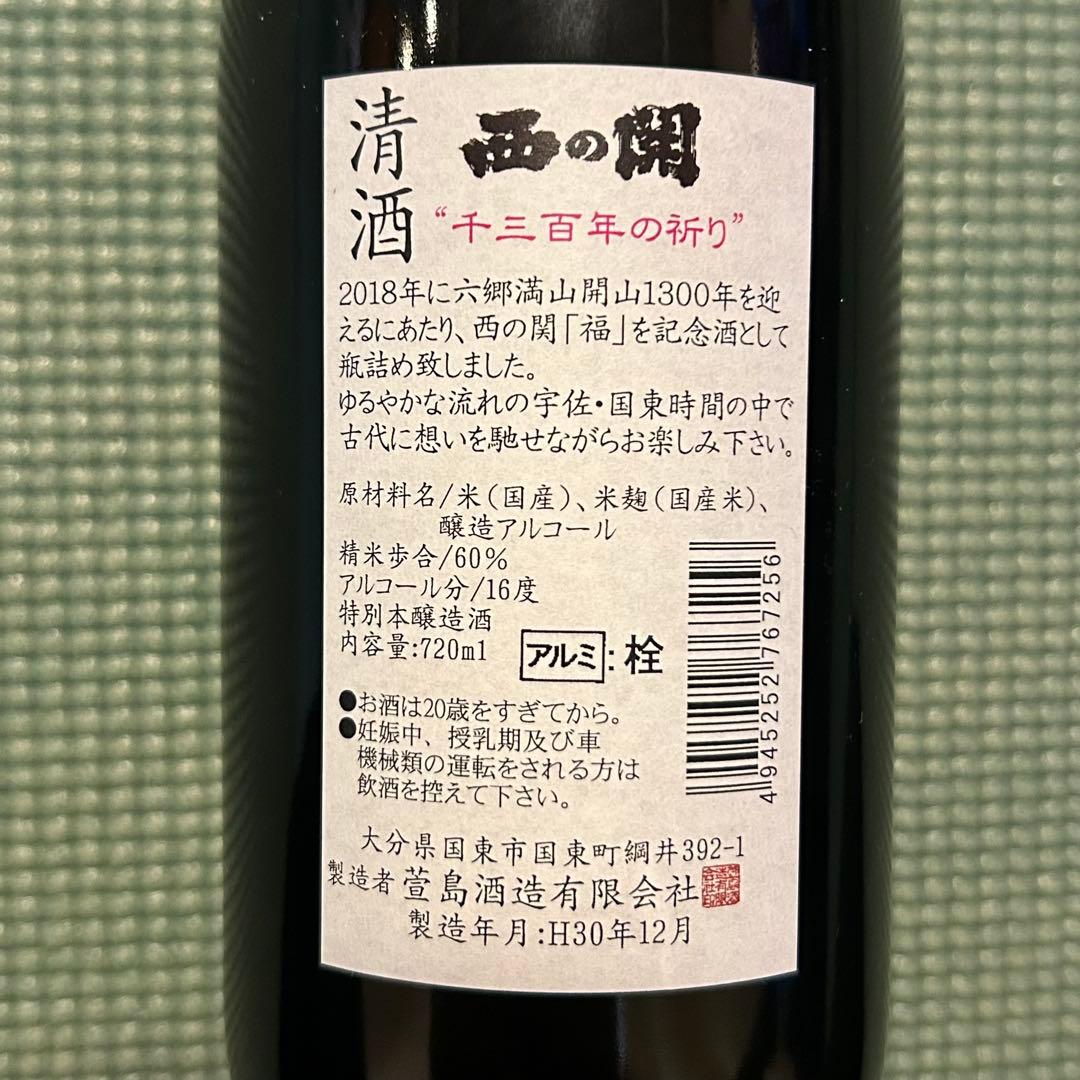 清酒
西の関
“千三百年の祈り”
2018年に六郷満山開山1300年を迎
えるにあたり、西の関「福」を記念酒として
瓶詰め致しました。
ゆるやかな流れの宇佐・国東時間の中で
古代に想いを馳せながらお楽しみ下さい。
原材料名/米(国産)、米麹(国産米)、
醸造アルコール
精米歩合/60%
アルコール分/16度
特別本醸造酒
内容量:720ml
アルミ:栓
4945252767256
●お酒は20歳をすぎてから。
●妊娠中、授乳期及び車
機械類の運転をされる方は
飲酒を控えて下さい。
大分県国東市国東町綱井392-1
製造者 萱島酒造有限会社
製造年月:H30年12月